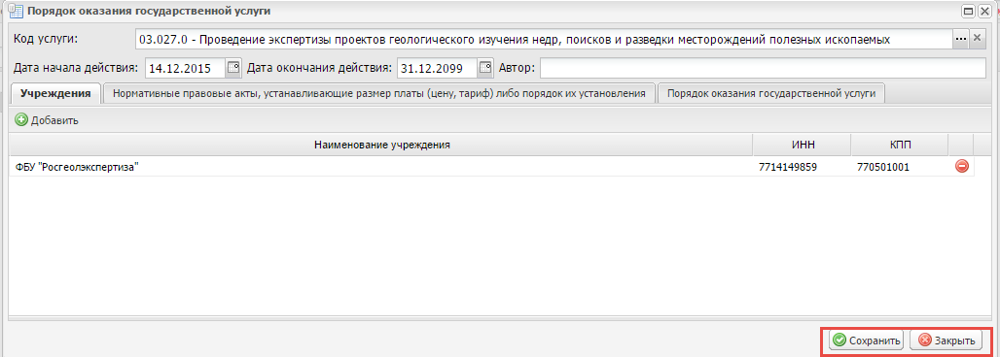 Порядок оказания государственной услуги
Код услуги: 03.027.0 - Проведение экспертизы проектов геологического изучения недр, поисков и разведки месторождений полезных ископаемых ...
Дата начала действия: 14.12.2015 Дата окончания действия: 31.12.2099 Автор:
Учреждения Нормативные правовые акты, устанавливающие размер платы (цену, тариф) либо порядок их установления Порядок оказания государственной услуги
Добавить
Наименование учреждения ИНН КПП
ФБУ "Росгеолэкспертиза" 7714149859 770501001
Сохранить Закрыть